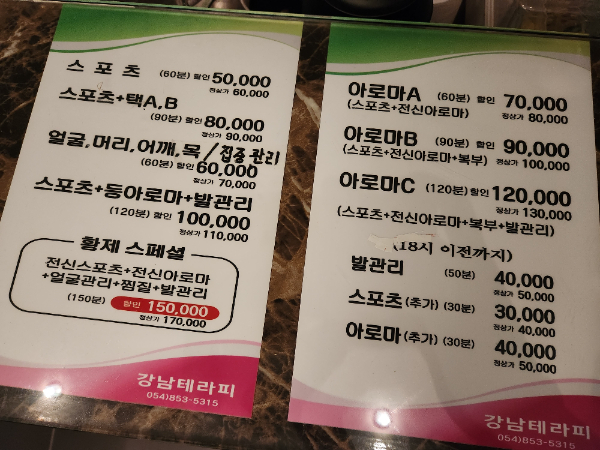 스 포 츠 (60분) 할인 50,000
정상가 60,000
스포츠+택A,B
(90분) 할인 80,000
정상가 90,000
얼굴,머리,어깨,목/집중관리
(60분) 할인 60,000
정상가 70,000
스포츠+등아로마+발관리
(120분) 할인 100,000
정상가 110,000
황제 스페셜
전신스포츠+전신아로마
+얼굴관리+찜질+발관리
(150분) 할인 150,000
정상가 170,000
강남테라피
054)853-5315
아로마A (60분) 할인 70,000
(스포츠+전신아로마) 정상가 80,000
아로마B (90분) 할인 90,000
(스포츠+전신아로마+복부) 정상가 100,000
아로마C (120분) 할인 120,000
정상가 130,000
(스포츠+전신아로마+복부+발관리)
(18시 이전까지)
발관리 (50분) 40,000
정상가 50,000
스포츠(추가) (30분) 30,000
정상가 40,000
아로마(추가) (30분) 40,000
정상가 50,000
강남테라피
054)853-5315